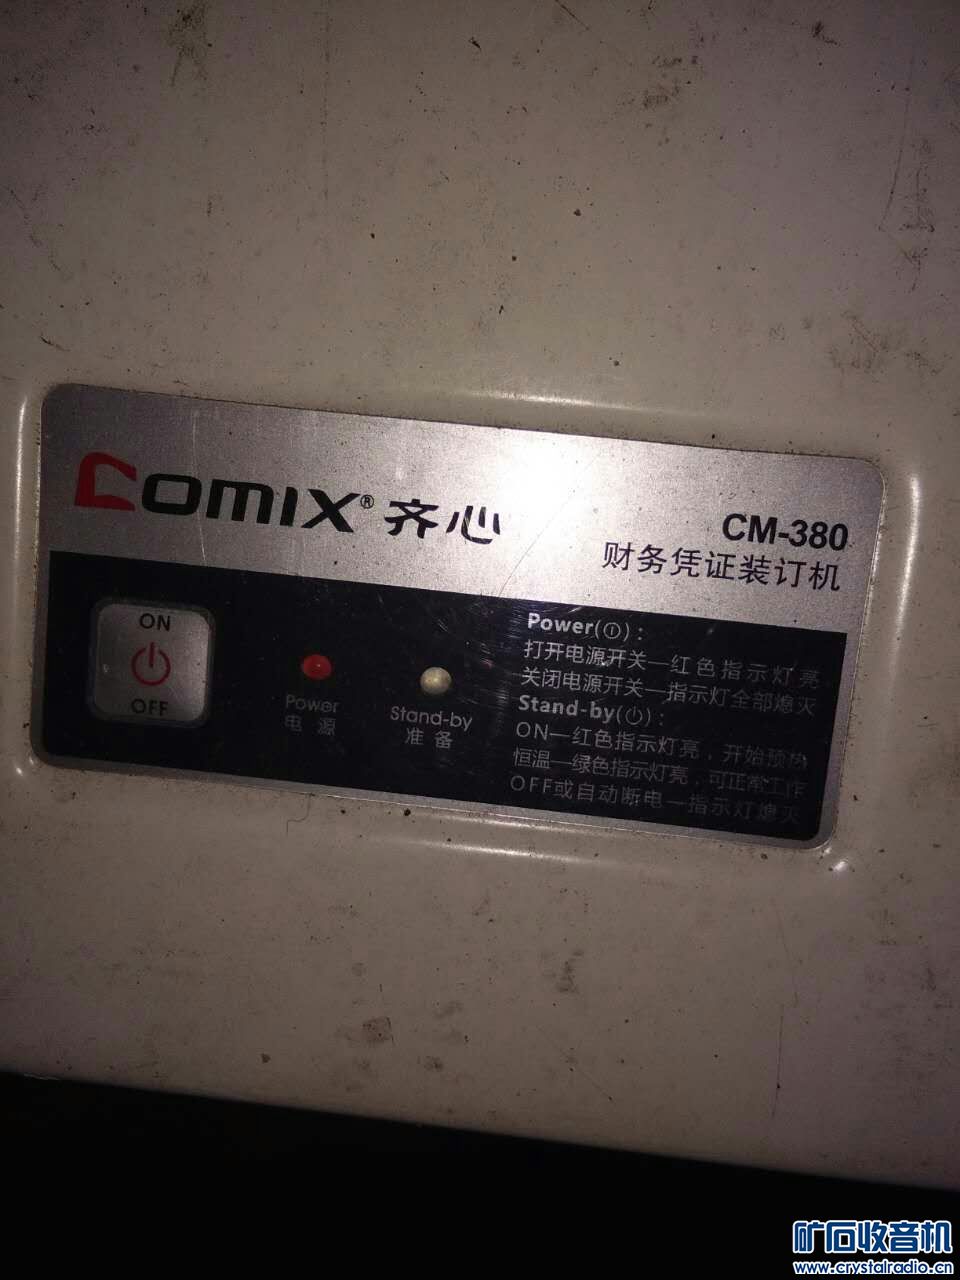 COMIX® 齐心
CM-380
财务凭证装订机
ON
OFF
Power
电 源
Stand-by
准 备
Power(①)：
打开电源开关—红色指示灯亮
关闭电源开关—指示灯全部熄灭
Stand-by(⏻)：
ON—红色指示灯亮，开始预热
恒温—绿色指示灯亮，可正常工作
OFF或自动断电—指示灯熄灭
矿石收音机
www.crystalradio.cn